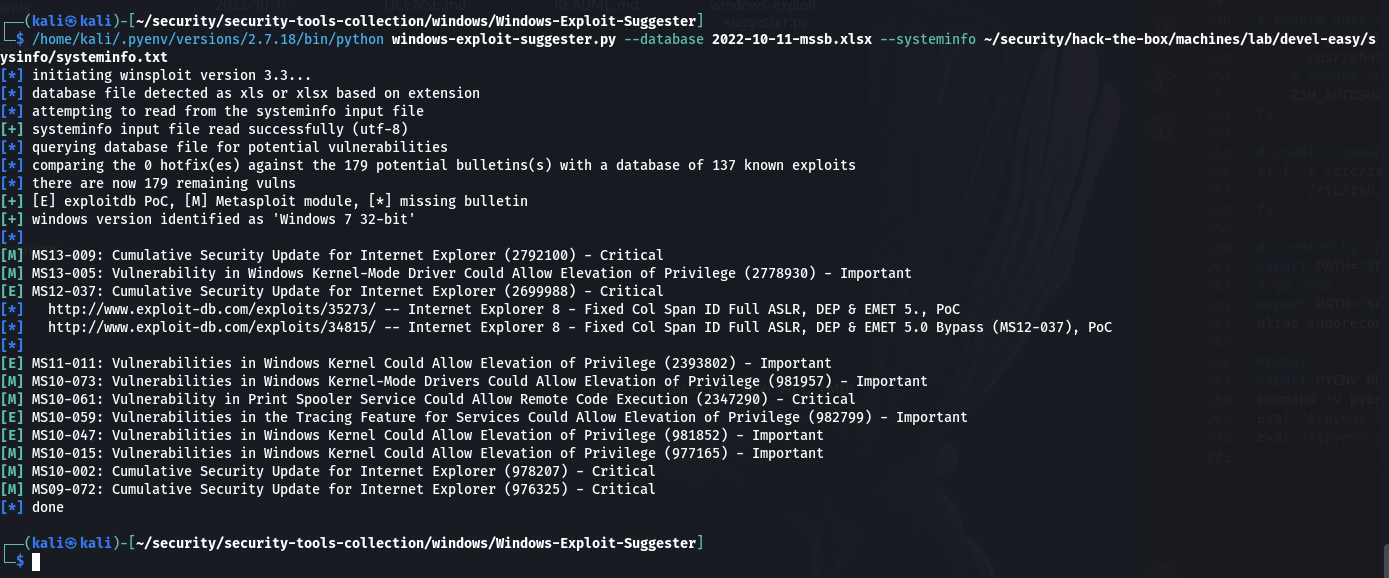 ┌──(kali㉿kali)-[~/security/security-tools-collection/windows/Windows-Exploit-Suggester]
└─$ /home/kali/.pyenv/versions/2.7.18/bin/python windows-exploit-suggester.py --database 2022-10-11-mssb.xlsx --systeminfo ~/security/hack-the-box/machines/lab/devel-easy/s
ysinfo/systeminfo.txt
[*] initiating winsploit version 3.3...
[*] database file detected as xls or xlsx based on extension
[*] attempting to read from the systeminfo input file
[+] systeminfo input file read successfully (utf-8)
[*] querying database file for potential vulnerabilities
[*] comparing the 0 hotfix(es) against the 179 potential bulletins(s) with a database of 137 known exploits
[*] there are now 179 remaining vulns
[+] [E] exploitdb PoC, [M] Metasploit module, [*] missing bulletin
[+] windows version identified as 'Windows 7 32-bit'
[*]
[M] MS13-009: Cumulative Security Update for Internet Explorer (2792100) - Critical
[M] MS13-005: Vulnerability in Windows Kernel-Mode Driver Could Allow Elevation of Privilege (2778930) - Important
[E] MS12-037: Cumulative Security Update for Internet Explorer (2699988) - Critical
[*]   http://www.exploit-db.com/exploits/35273/ -- Internet Explorer 8 - Fixed Col Span ID Full ASLR, DEP & EMET 5., PoC
[*]   http://www.exploit-db.com/exploits/34815/ -- Internet Explorer 8 - Fixed Col Span ID Full ASLR, DEP & EMET 5.0 Bypass (MS12-037), PoC
[*]
[E] MS11-011: Vulnerabilities in Windows Kernel Could Allow Elevation of Privilege (2393802) - Important
[M] MS10-073: Vulnerabilities in Windows Kernel-Mode Drivers Could Allow Elevation of Privilege (981957) - Important
[M] MS10-061: Vulnerability in Print Spooler Service Could Allow Remote Code Execution (2347290) - Critical
[E] MS10-059: Vulnerabilities in the Tracing Feature for Services Could Allow Elevation of Privilege (982799) - Important
[E] MS10-047: Vulnerabilities in Windows Kernel Could Allow Elevation of Privilege (981852) - Important
[M] MS10-015: Vulnerabilities in Windows Kernel Could Allow Elevation of Privilege (977165) - Important
[M] MS10-002: Cumulative Security Update for Internet Explorer (978207) - Critical
[M] MS09-072: Cumulative Security Update for Internet Explorer (976325) - Critical
[*] done
┌──(kali㉿kali)-[~/security/security-tools-collection/windows/Windows-Exploit-Suggester]
└─$